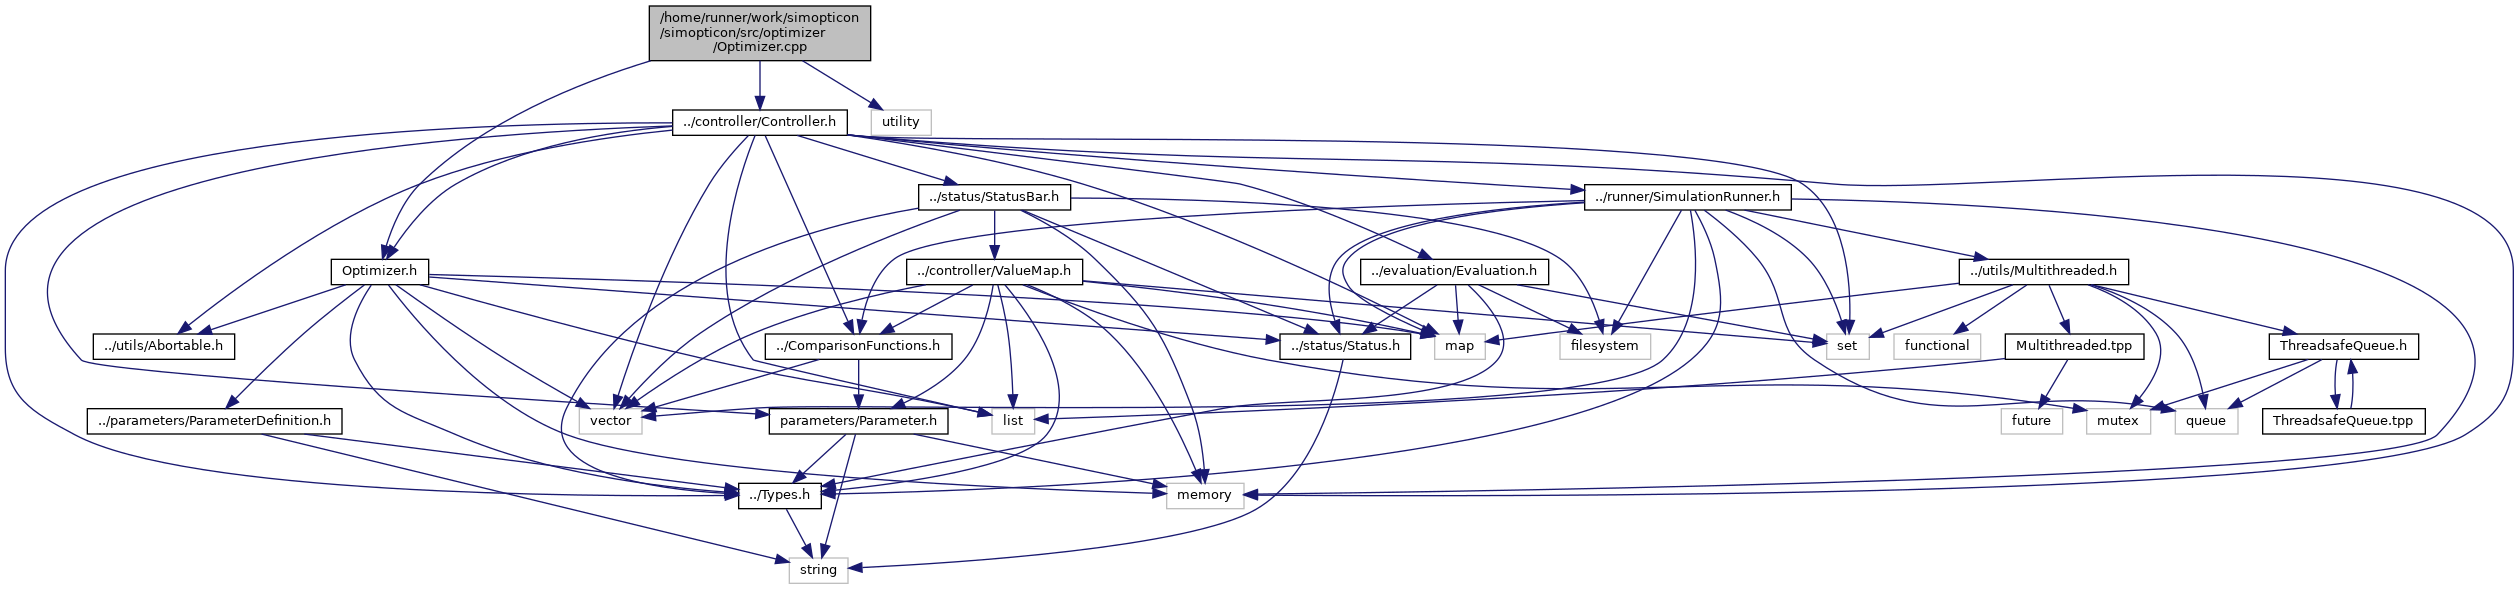 /home/runner/work/simopticon
/simopticon/src/optimizer
/Optimizer.cpp
../controller/Controller.h
utility
../status/StatusBar.h
../runner/SimulationRunner.h
Optimizer.h
../controller/ValueMap.h
../evaluation/Evaluation.h
../utils/Multithreaded.h
../utils/Abortable.h
../ComparisonFunctions.h
../status/Status.h
map
filesystem
set
functional
Multithreaded.tpp
ThreadsafeQueue.h
../parameters/ParameterDefinition.h
vector
parameters/Parameter.h
list
future
mutex
queue
ThreadsafeQueue.tpp
../Types.h
memory
string